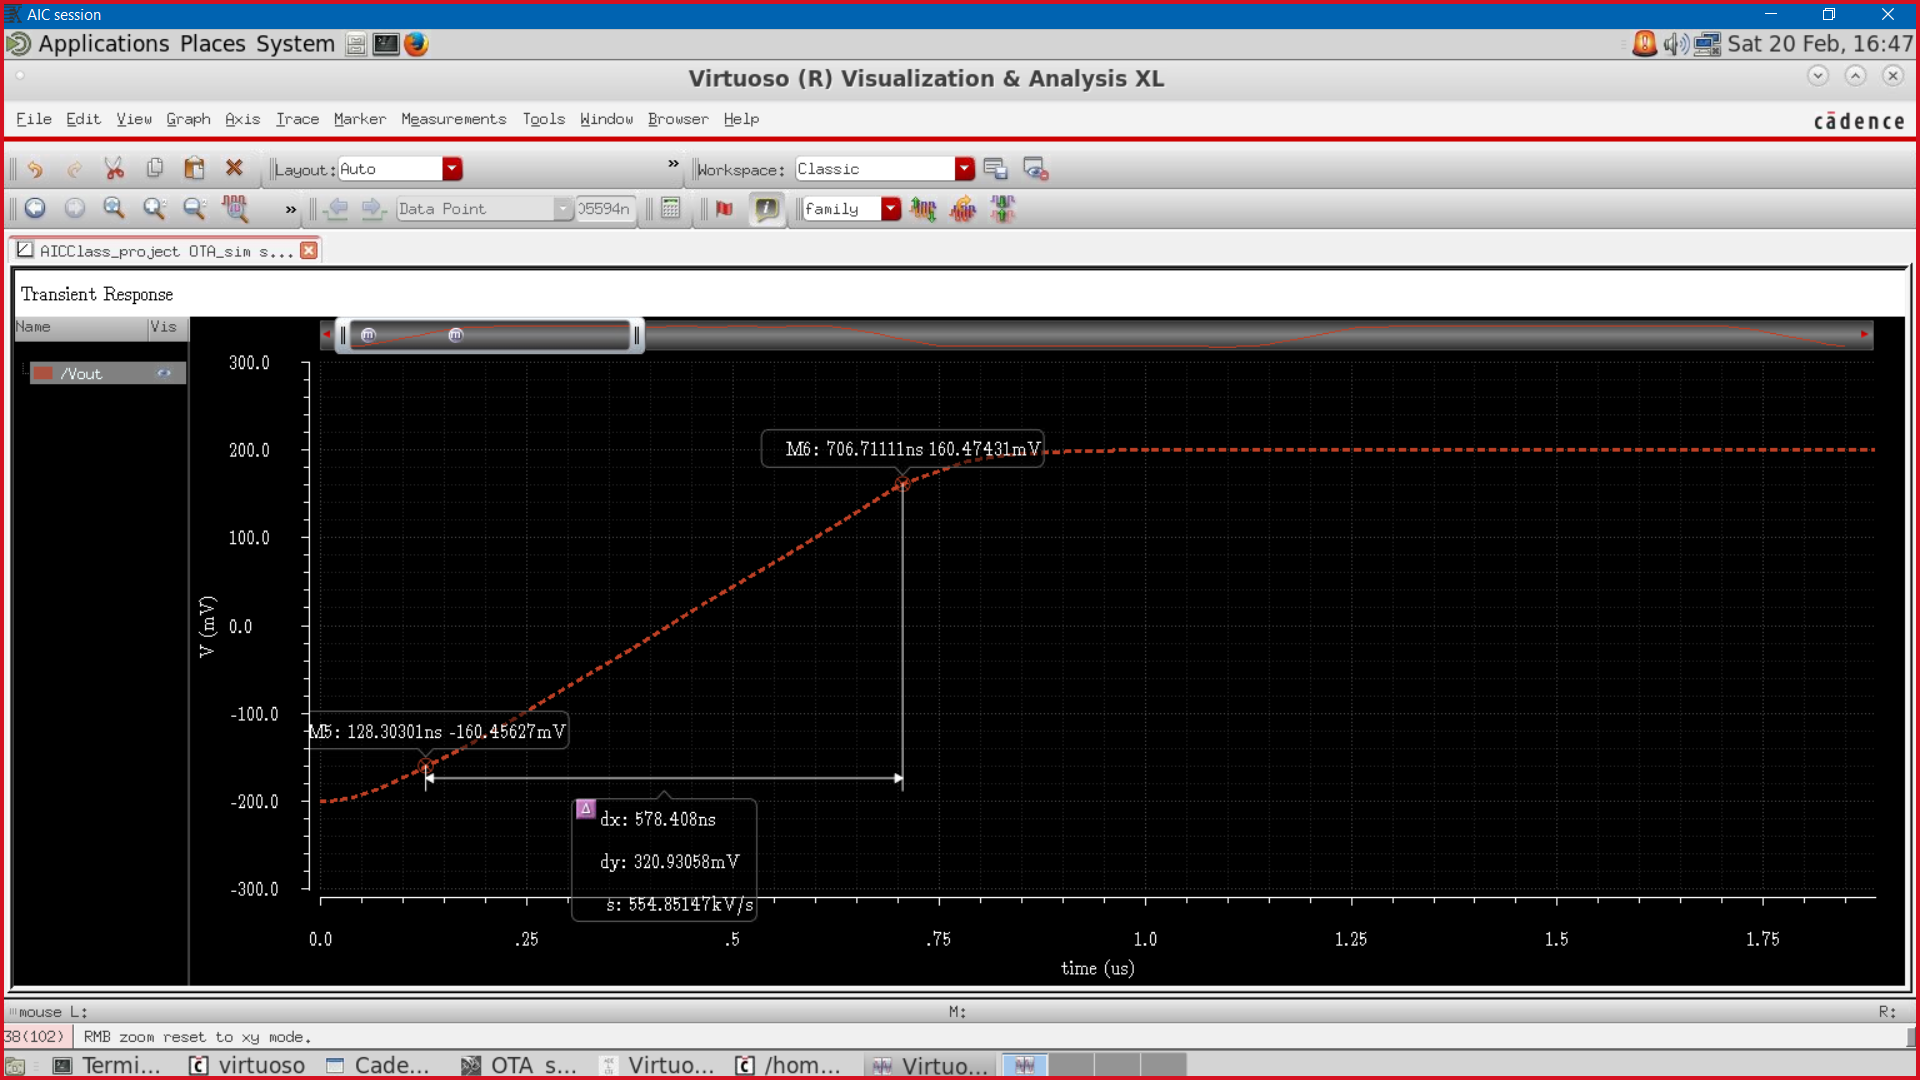 AIC session
Applications Places System
Sat 20 Feb, 16:47
Virtuoso (R) Visualization & Analysis XL
File Edit View Graph Axis Trace Marker Measurements Tools Window Browser Help
cādence
Layout: Auto
» Workspace: Classic
» Data Point
05594n
family
AICClass_project OTA_sim s...
Transient Response
Name Vis
/Vout
300.0
200.0
100.0
0.0
-100.0
-200.0
-300.0
V (mV)
M6: 706.71111ns 160.47431mV
M5: 128.30301ns -160.45627mV
Δ
dx: 578.408ns
dy: 320.93058mV
s: 554.85147kV/s
0.0 .25 .5 .75 1.0 1.25 1.5 1.75
time (us)
mouse L: M: R:
38(102) RMB zoom reset to xy mode.
Termi... virtuoso Cade... OTA s... Virtuo... /hom... Virtuo...